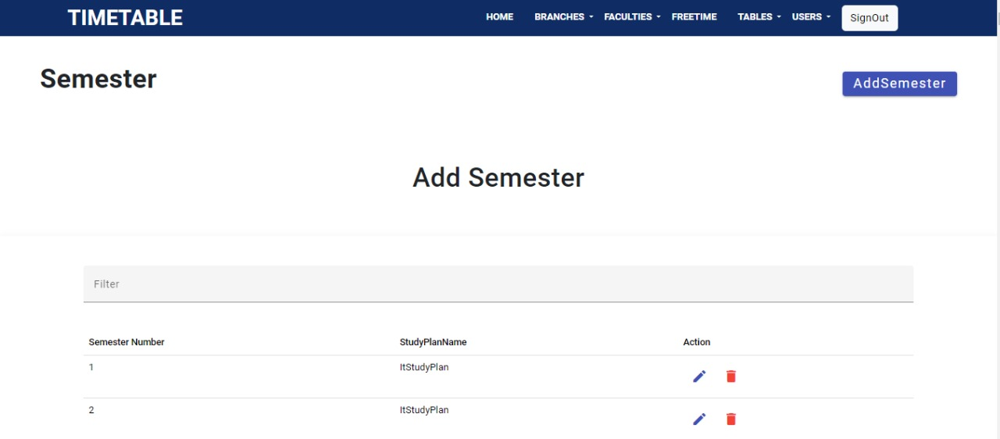 TIMETABLE HOME BRANCHES FACULTIES FREETIME TABLES USERS SignOut
Semester AddSemester
Add Semester
Filter
Semester Number StudyPlanName Action
1 ItStudyPlan
2 ItStudyPlan